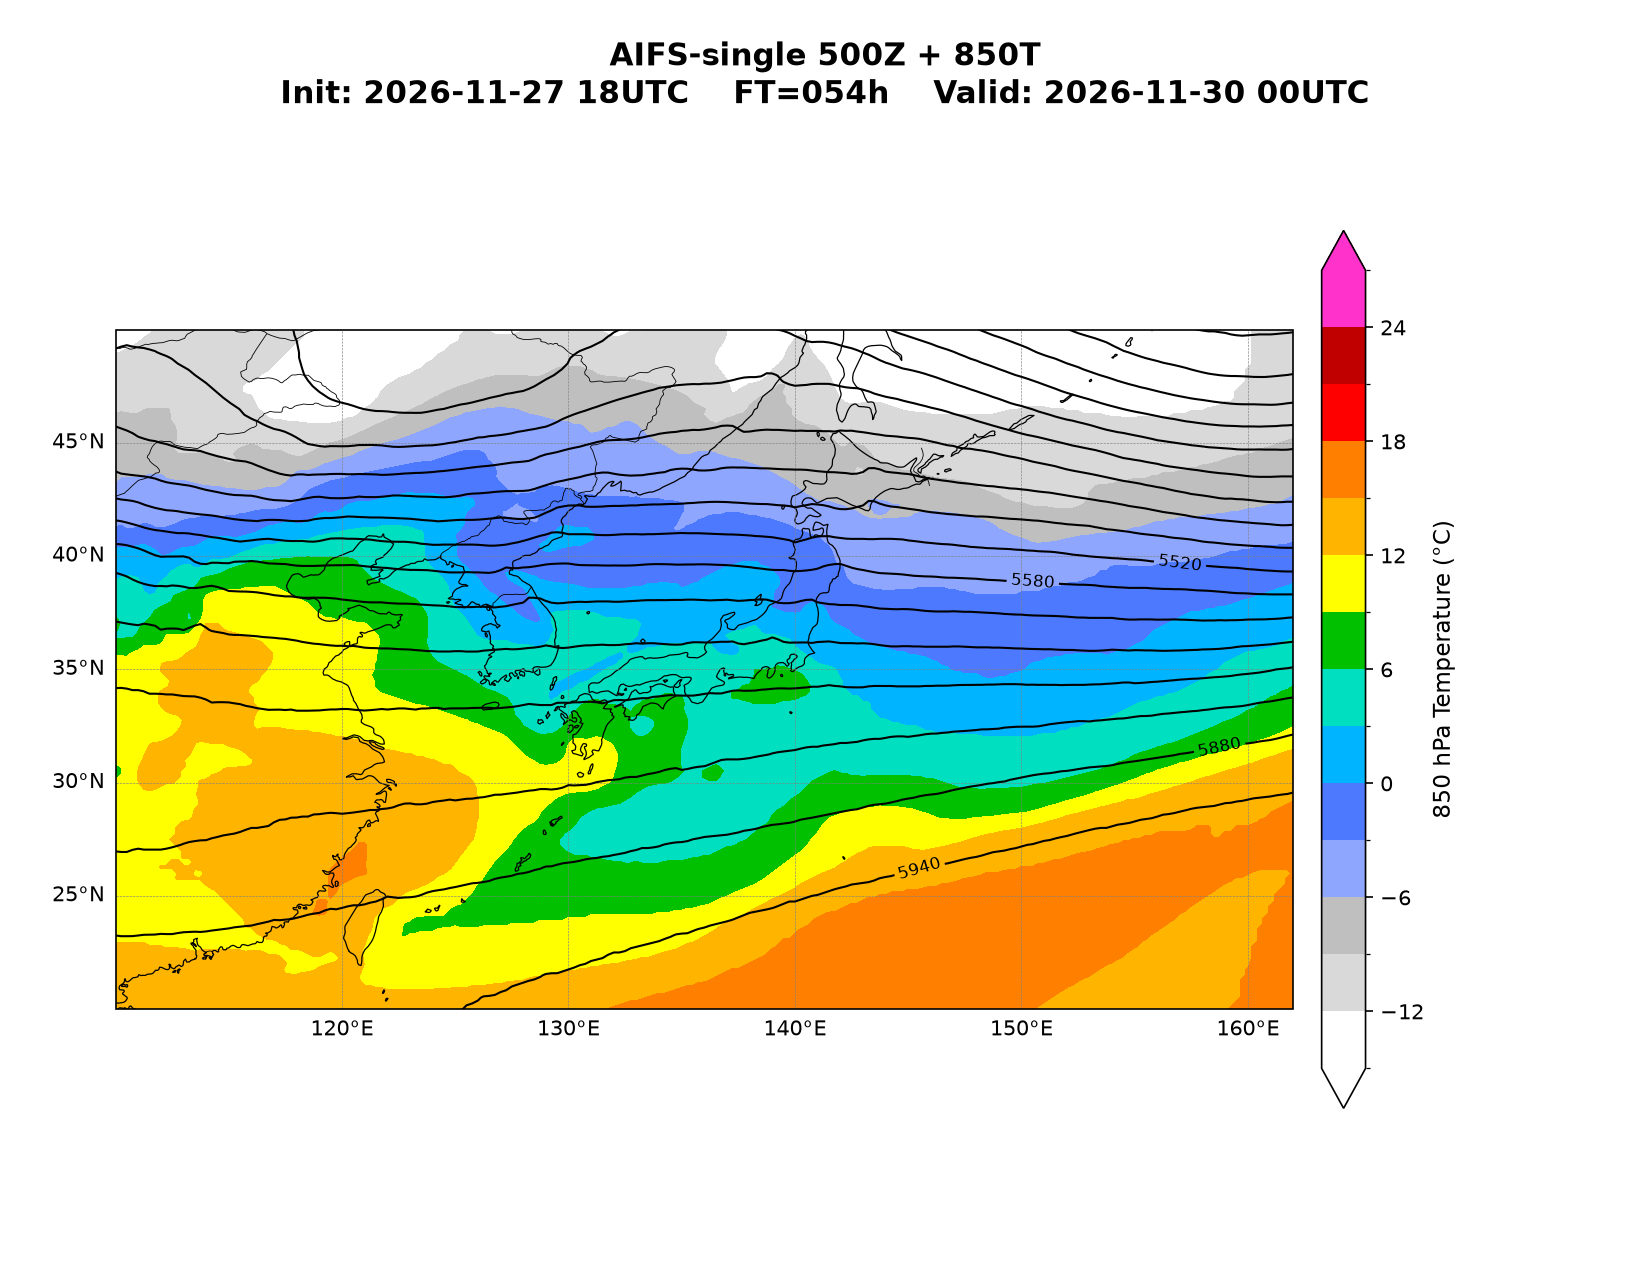 AIFS-single 500Z + 850T
Init: 2026-11-27 18UTC    FT=054h    Valid: 2026-11-30 00UTC
24
18
12
6
0
−6
−12
850 hPa Temperature (°C)
45°N
40°N
35°N
30°N
25°N
5520
5580
5880
5940
120°E
130°E
140°E
150°E
160°E